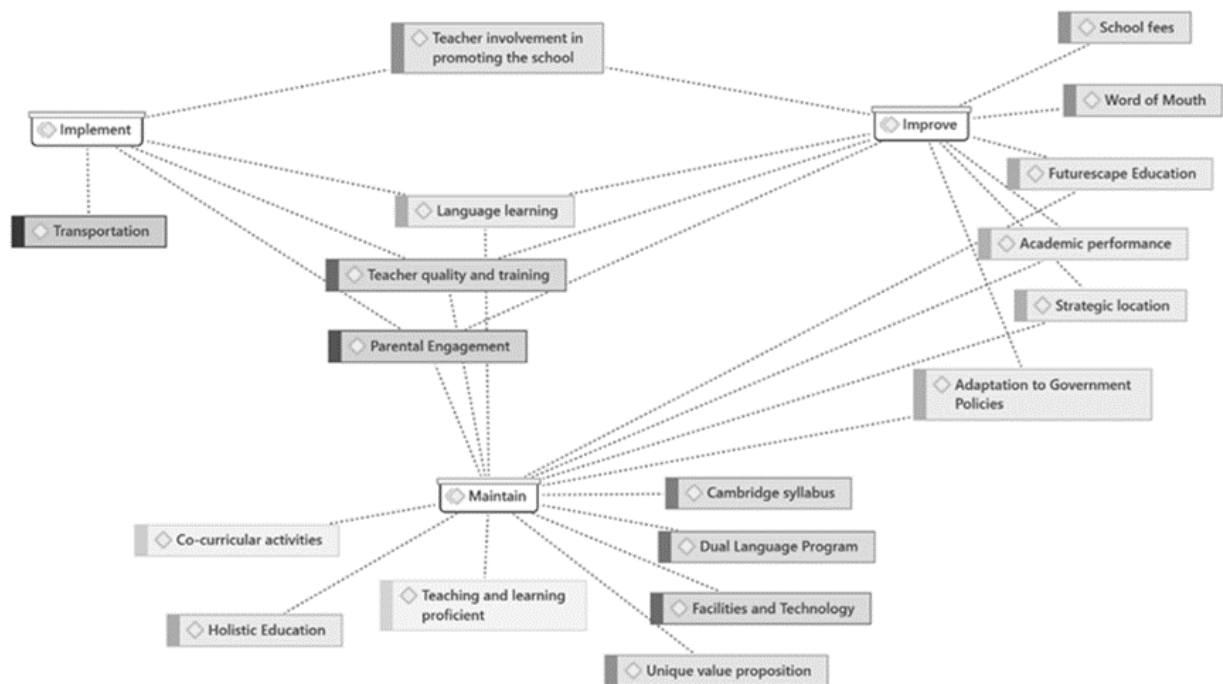 Teacher involvement in
promoting the school
School fees
Word of Mouth
Implement
Improve
Futurescape Education
Language learning
Transportation
Academic performance
Teacher quality and training
Strategic location
Parental Engagement
Adaptation to Government
Policies
Maintain
Cambridge syllabus
Co-curricular activities
Dual Language Program
Teaching and learning
proficient
Facilities and Technology
Holistic Education
Unique value proposition